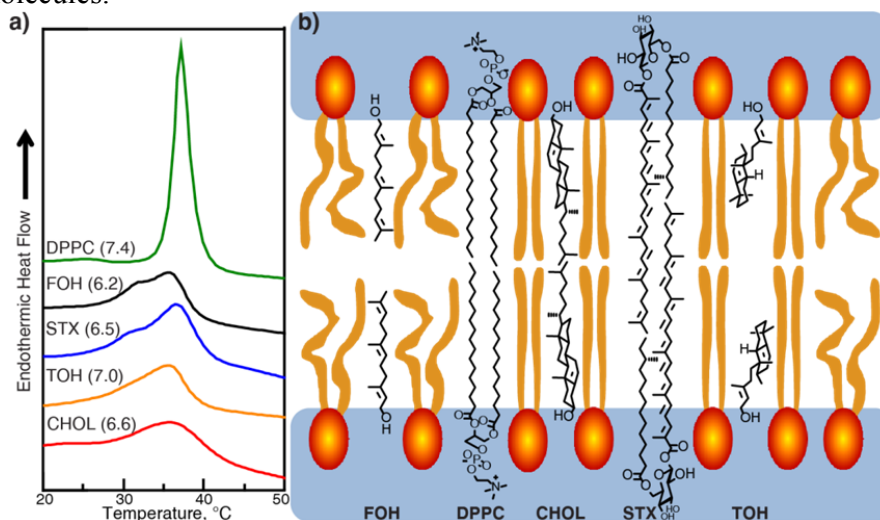 olecules.
a)
b)
Endothermic Heat Flow
DPPC (7.4)
FOH (6.2)
STX (6.5)
TOH (7.0)
CHOL (6.6)
20 30 40 50
Temperature, °C
FOH DPPC CHOL STX TOH